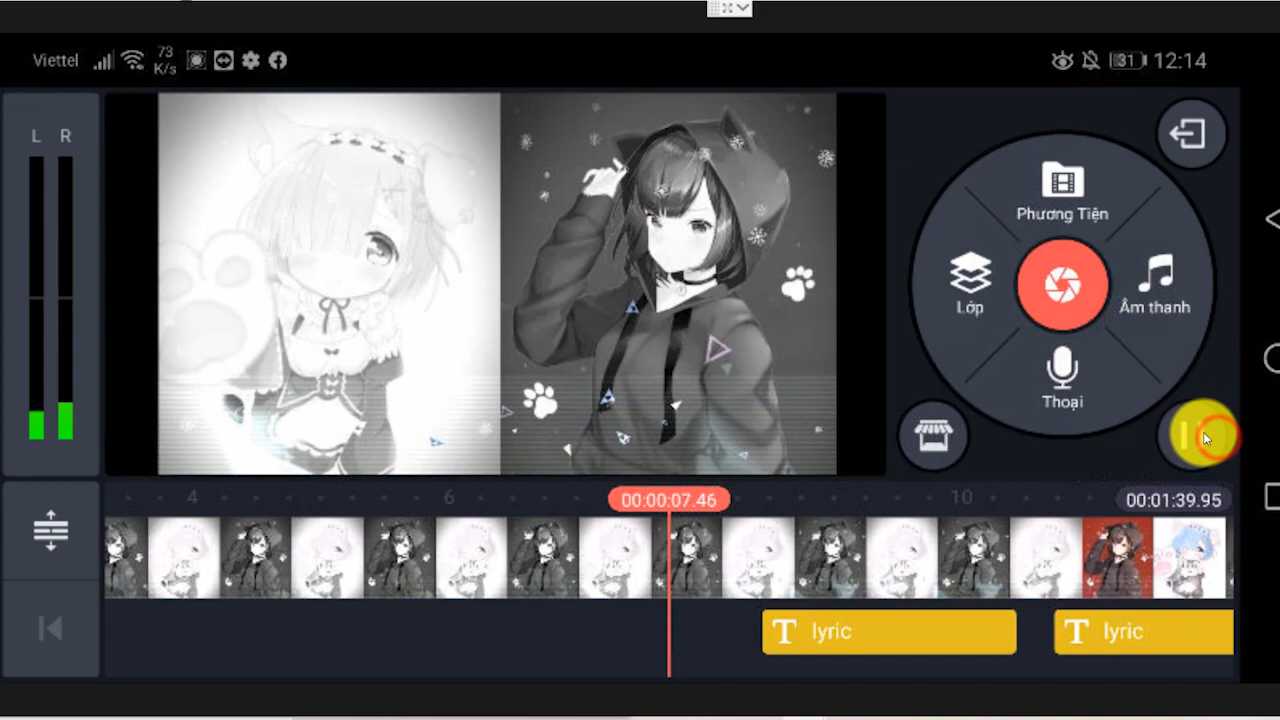 Viettel
73
K/s
31
12:14
L R
Phương Tiện
Lớp
Âm thanh
Thoại
4
6
00:00:07.46
10
00:01:39.95
T lyric
T lyric